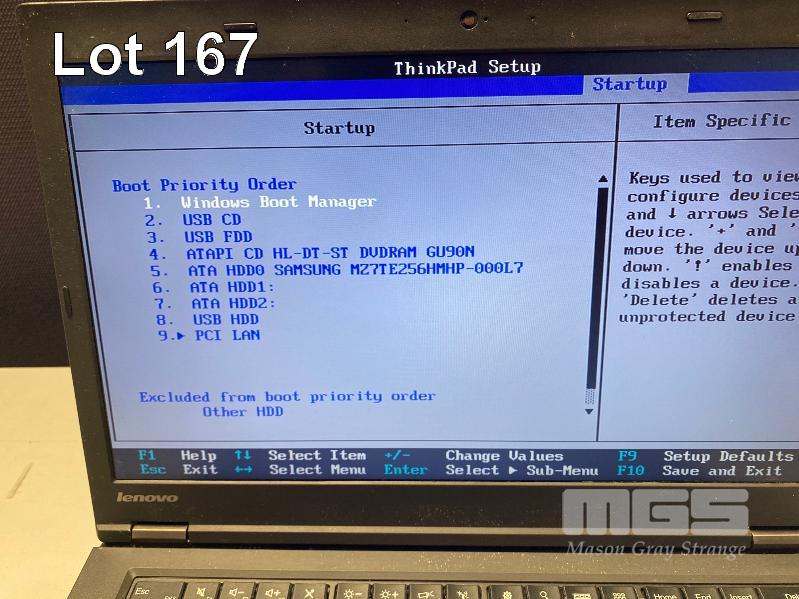 Lot 167
ThinkPad Setup
Startup
Startup
Item Specific
Boot Priority Order
1. Windows Boot Manager
2. USB CD
3. USB FDD
4. ATAPI CD HL-DT-ST DVDRAM GU90N
5. ATA HDD0 SAMSUNG MZ7TE256HMHP-000L7
6. ATA HDD1:
7. ATA HDD2:
8. USB HDD
9.▸ PCI LAN
Excluded from boot priority order
Other HDD
Keys used to view
configure devices
and ↓ arrows Sele
device. '+' and '
move the device up
down. '!' enables
disables a device.
'Delete' deletes a
unprotected device
F1 Help ↑↓ Select Item +/- Change Values F9 Setup Defaults
Esc Exit ↔ Select Menu Enter Select ▸ Sub-Menu F10 Save and Exit
lenovo
MGS
Mason Gray Strange
Esc
Home End Insert